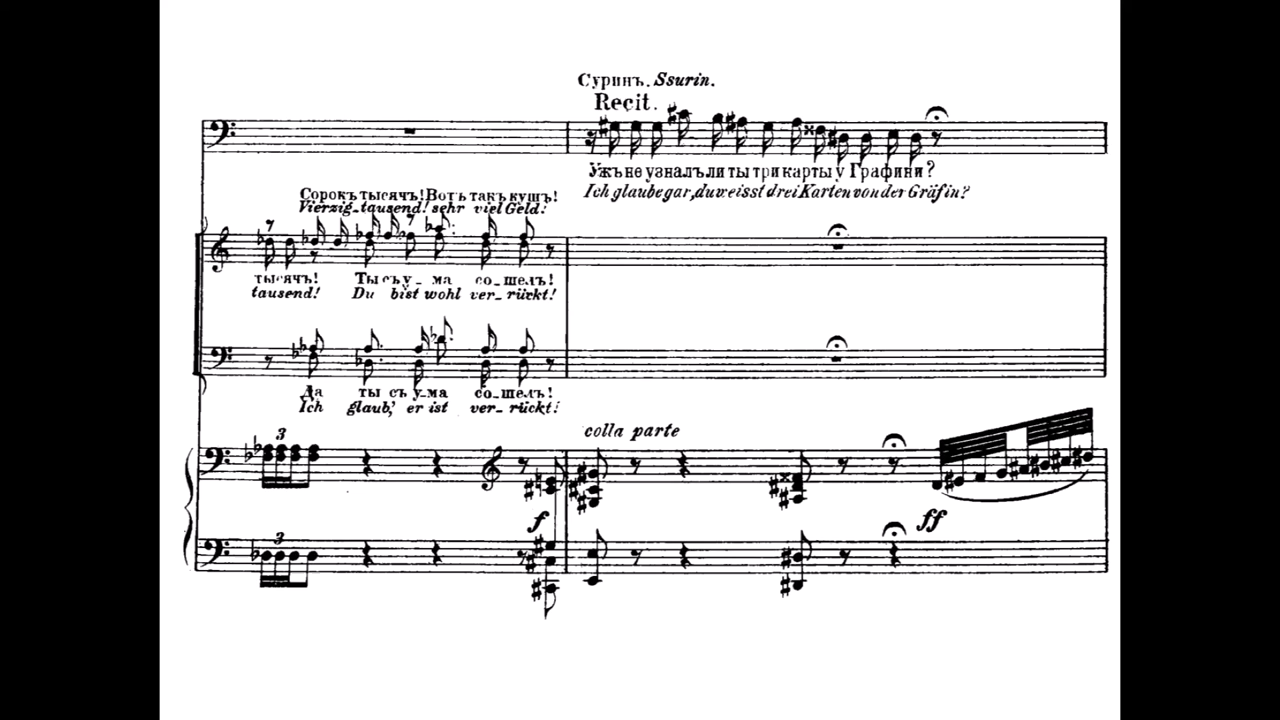 Суринъ. Ssurin.
Recit.
Ужъ не узналъ ли ты три карты у Графини?
Ich glaube gar, du weisst drei Karten von der Gräfin?
Сорокъ тысячъ! Вотъ такъ кушъ!
Vierzig-tausend! sehr viel Geld!
тысячъ! Ты съ у-ма со-шелъ!
tausend! Du bist wohl ver-rückt!
Да ты съ у-ма со-шелъ!
Ich glaub', er ist ver-rückt!
colla parte
3
f
ff
3